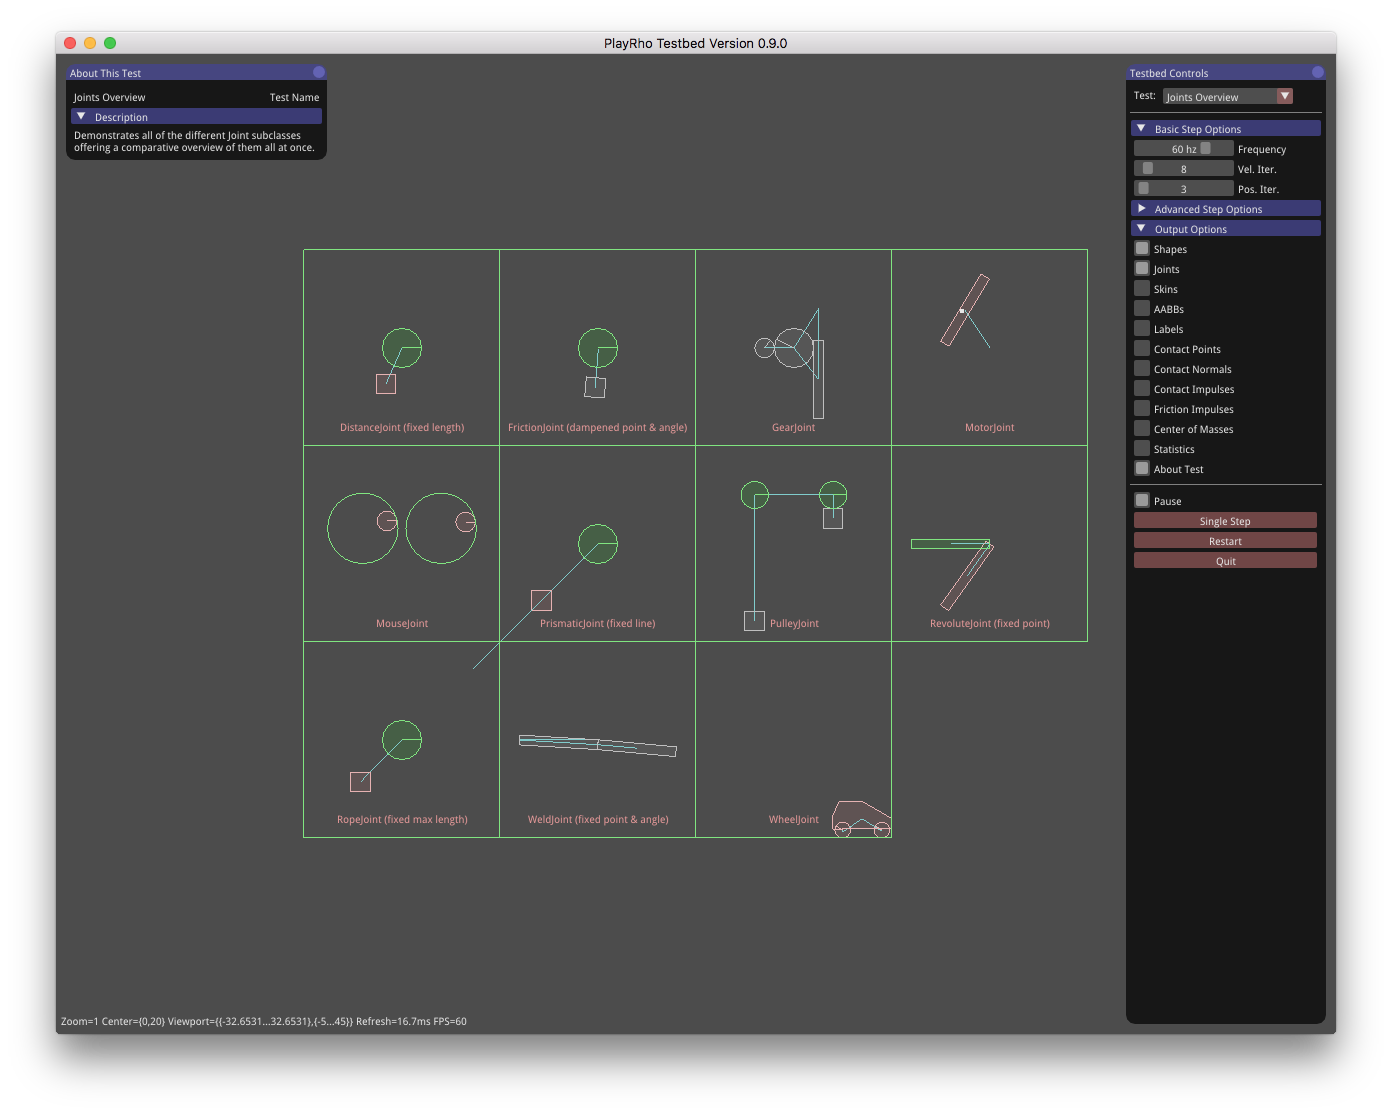 PlayRho Testbed Version 0.9.0
About This Test
Joints Overview Test Name
Description
Demonstrates all of the different Joint subclasses
offering a comparative overview of them all at once.
DistanceJoint (fixed length)
FrictionJoint (dampened point & angle)
GearJoint
MotorJoint
MouseJoint
PrismaticJoint (fixed line)
PulleyJoint
RevoluteJoint (fixed point)
RopeJoint (fixed max length)
WeldJoint (fixed point & angle)
WheelJoint
Testbed Controls
Test: Joints Overview
Basic Step Options
60 hz Frequency
8 Vel. Iter.
3 Pos. Iter.
Advanced Step Options
Output Options
Shapes
Joints
Skins
AABBs
Labels
Contact Points
Contact Normals
Contact Impulses
Friction Impulses
Center of Masses
Statistics
About Test
Pause
Single Step
Restart
Quit
Zoom=1 Center={0,20} Viewport={{-32.6531...32.6531},{-5...45}} Refresh=16.7ms FPS=60